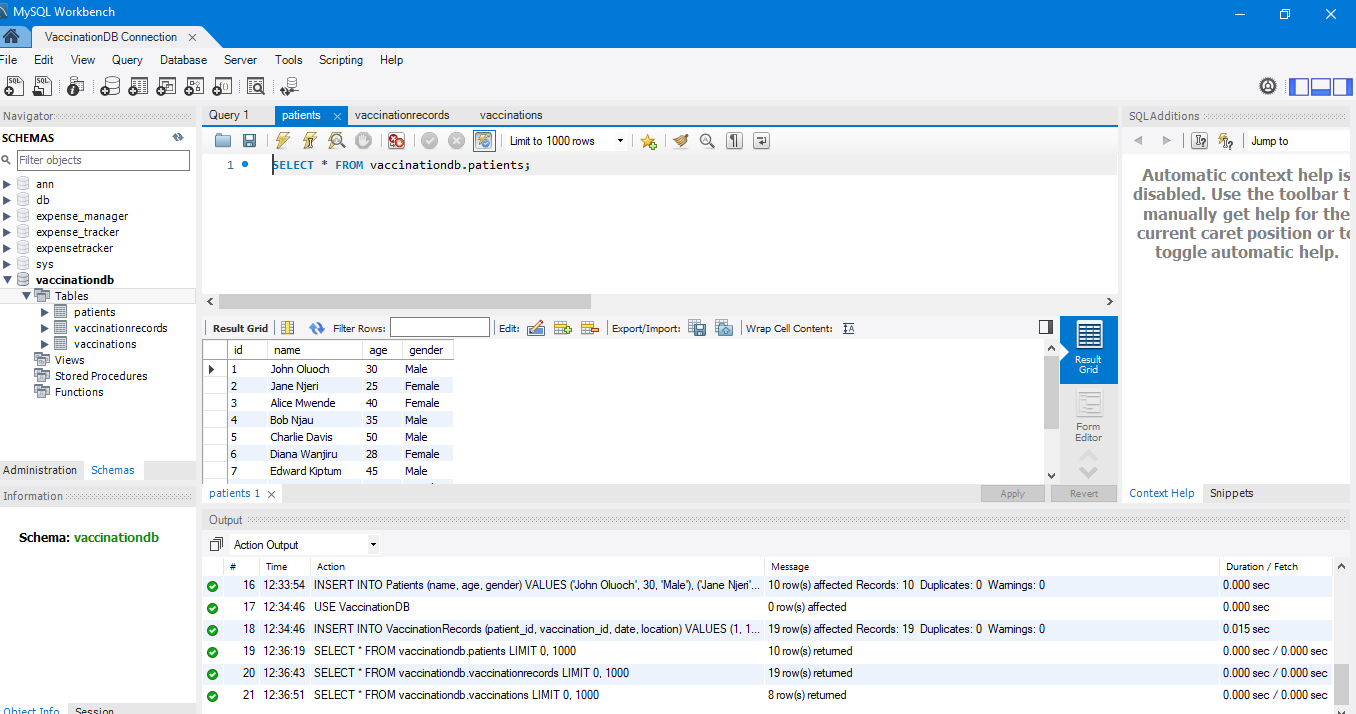 MySQL Workbench
VaccinationDB Connection
File Edit View Query Database Server Tools Scripting Help
Navigator
SCHEMAS
Filter objects
ann
db
expense_manager
expense_tracker
expensetracker
sys
vaccinationdb
Tables
patients
vaccinationrecords
vaccinations
Views
Stored Procedures
Functions
Administration Schemas
Information
Schema: vaccinationdb
Object Info Session
Query 1 patients vaccinationrecords vaccinations
Limit to 1000 rows
1 SELECT * FROM vaccinationdb.patients;
Result Grid Filter Rows: Edit: Export/Import: Wrap Cell Content:
id name age gender
1 John Oluoch 30 Male
2 Jane Njeri 25 Female
3 Alice Mwende 40 Female
4 Bob Njau 35 Male
5 Charlie Davis 50 Male
6 Diana Wanjiru 28 Female
7 Edward Kiptum 45 Male
Result
Grid
Form
Editor
patients 1 Apply Revert
SQLAdditions
Jump to
Automatic context help is
disabled. Use the toolbar t
manually get help for the
current caret position or to
toggle automatic help.
Context Help Snippets
Output
Action Output
# Time Action Message Duration / Fetch
16 12:33:54 INSERT INTO Patients (name, age, gender) VALUES ('John Oluoch', 30, 'Male'), ('Jane Njeri'... 10 row(s) affected Records: 10 Duplicates: 0 Warnings: 0 0.000 sec
17 12:34:46 USE VaccinationDB 0 row(s) affected 0.000 sec
18 12:34:46 INSERT INTO VaccinationRecords (patient_id, vaccination_id, date, location) VALUES (1, 1... 19 row(s) affected Records: 19 Duplicates: 0 Warnings: 0 0.015 sec
19 12:36:19 SELECT * FROM vaccinationdb.patients LIMIT 0, 1000 10 row(s) returned 0.000 sec / 0.000 sec
20 12:36:43 SELECT * FROM vaccinationdb.vaccinationrecords LIMIT 0, 1000 19 row(s) returned 0.000 sec / 0.000 sec
21 12:36:51 SELECT * FROM vaccinationdb.vaccinations LIMIT 0, 1000 8 row(s) returned 0.000 sec / 0.000 sec